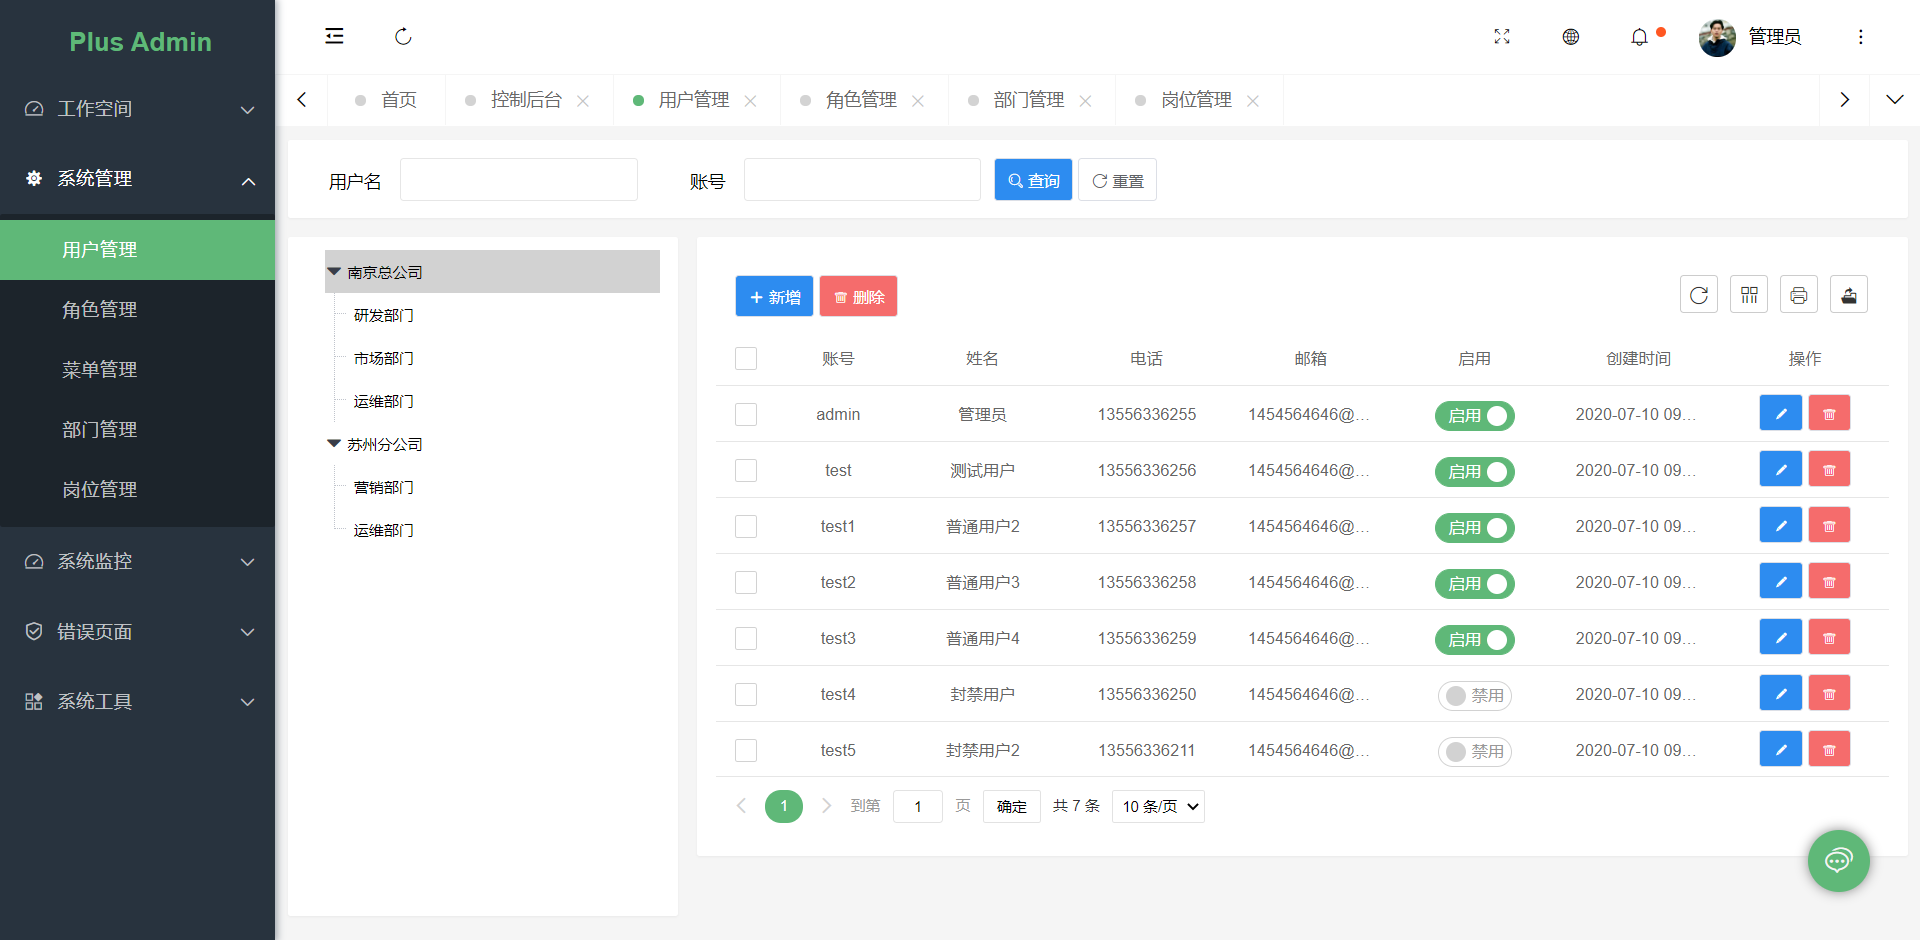 Plus Admin
工作空间
系统管理
用户管理
角色管理
菜单管理
部门管理
岗位管理
系统监控
错误页面
系统工具
管理员
首页
控制后台
用户管理
角色管理
部门管理
岗位管理
用户名
账号
查询
重置
南京总公司
研发部门
市场部门
运维部门
苏州分公司
营销部门
运维部门
新增 删除
账号 姓名 电话 邮箱 启用 创建时间 操作
admin 管理员 13556336255 1454564646@... 启用 2020-07-10 09...
test 测试用户 13556336256 1454564646@... 启用 2020-07-10 09...
test1 普通用户2 13556336257 1454564646@... 启用 2020-07-10 09...
test2 普通用户3 13556336258 1454564646@... 启用 2020-07-10 09...
test3 普通用户4 13556336259 1454564646@... 启用 2020-07-10 09...
test4 封禁用户 13556336250 1454564646@... 禁用 2020-07-10 09...
test5 封禁用户2 13556336211 1454564646@... 禁用 2020-07-10 09...
1 到第 1 页 确定 共 7 条 10 条/页